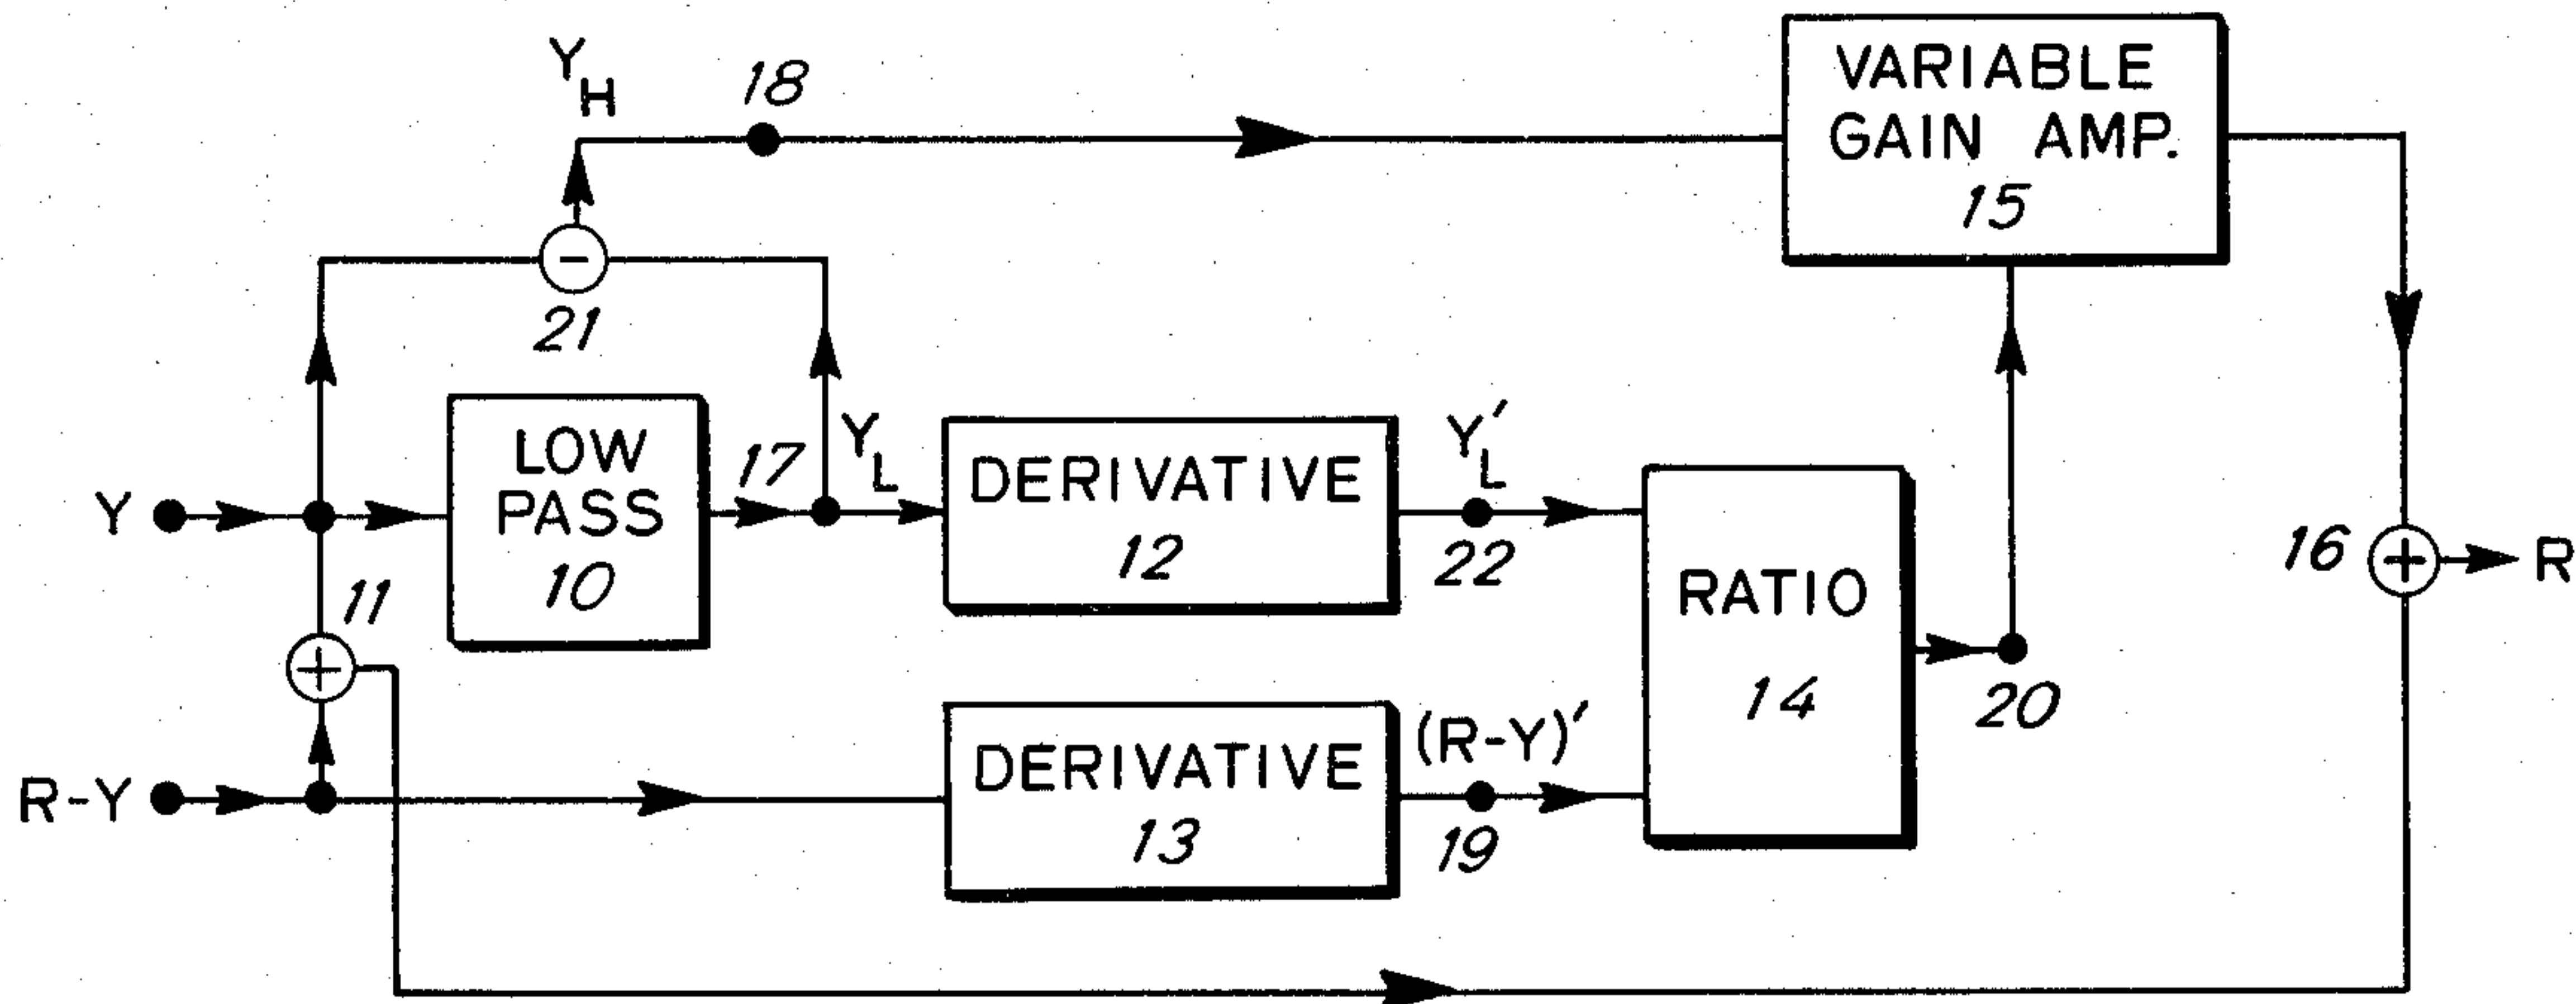 Y_H
18
VARIABLE
GAIN AMP.
15
21
LOW
PASS
10
17
Y_L
DERIVATIVE
12
Y'_L
22
Y
11
RATIO
14
20
16
R
R-Y
DERIVATIVE
13
(R-Y)'
19